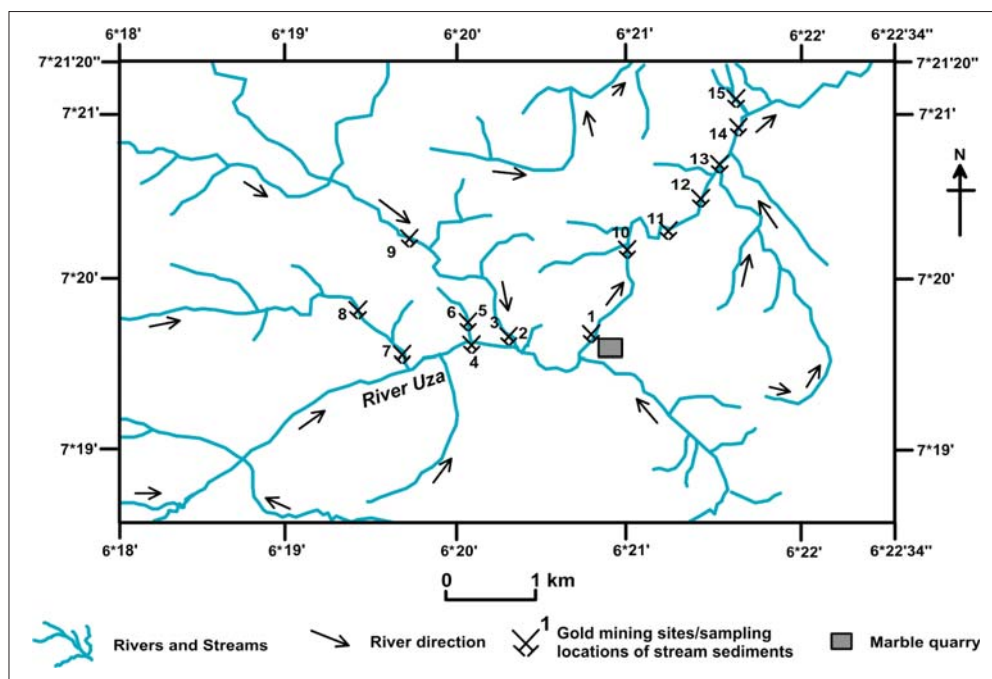 6°18' 6°19' 6°20' 6°21' 6°22' 6°22'34"
7°21'20" 7°21'20"
7°21' 7°21'
15
14
13
12
11
10
N
9
7°20' 7°20'
8
6 5
3 2
1
7
4
River Uza
7°19' 7°19'
6°18' 6°19' 6°20' 6°21' 6°22' 6°22'34"
0 1 km
Rivers and Streams
River direction
1
Gold mining sites/sampling
locations of stream sediments
Marble quarry